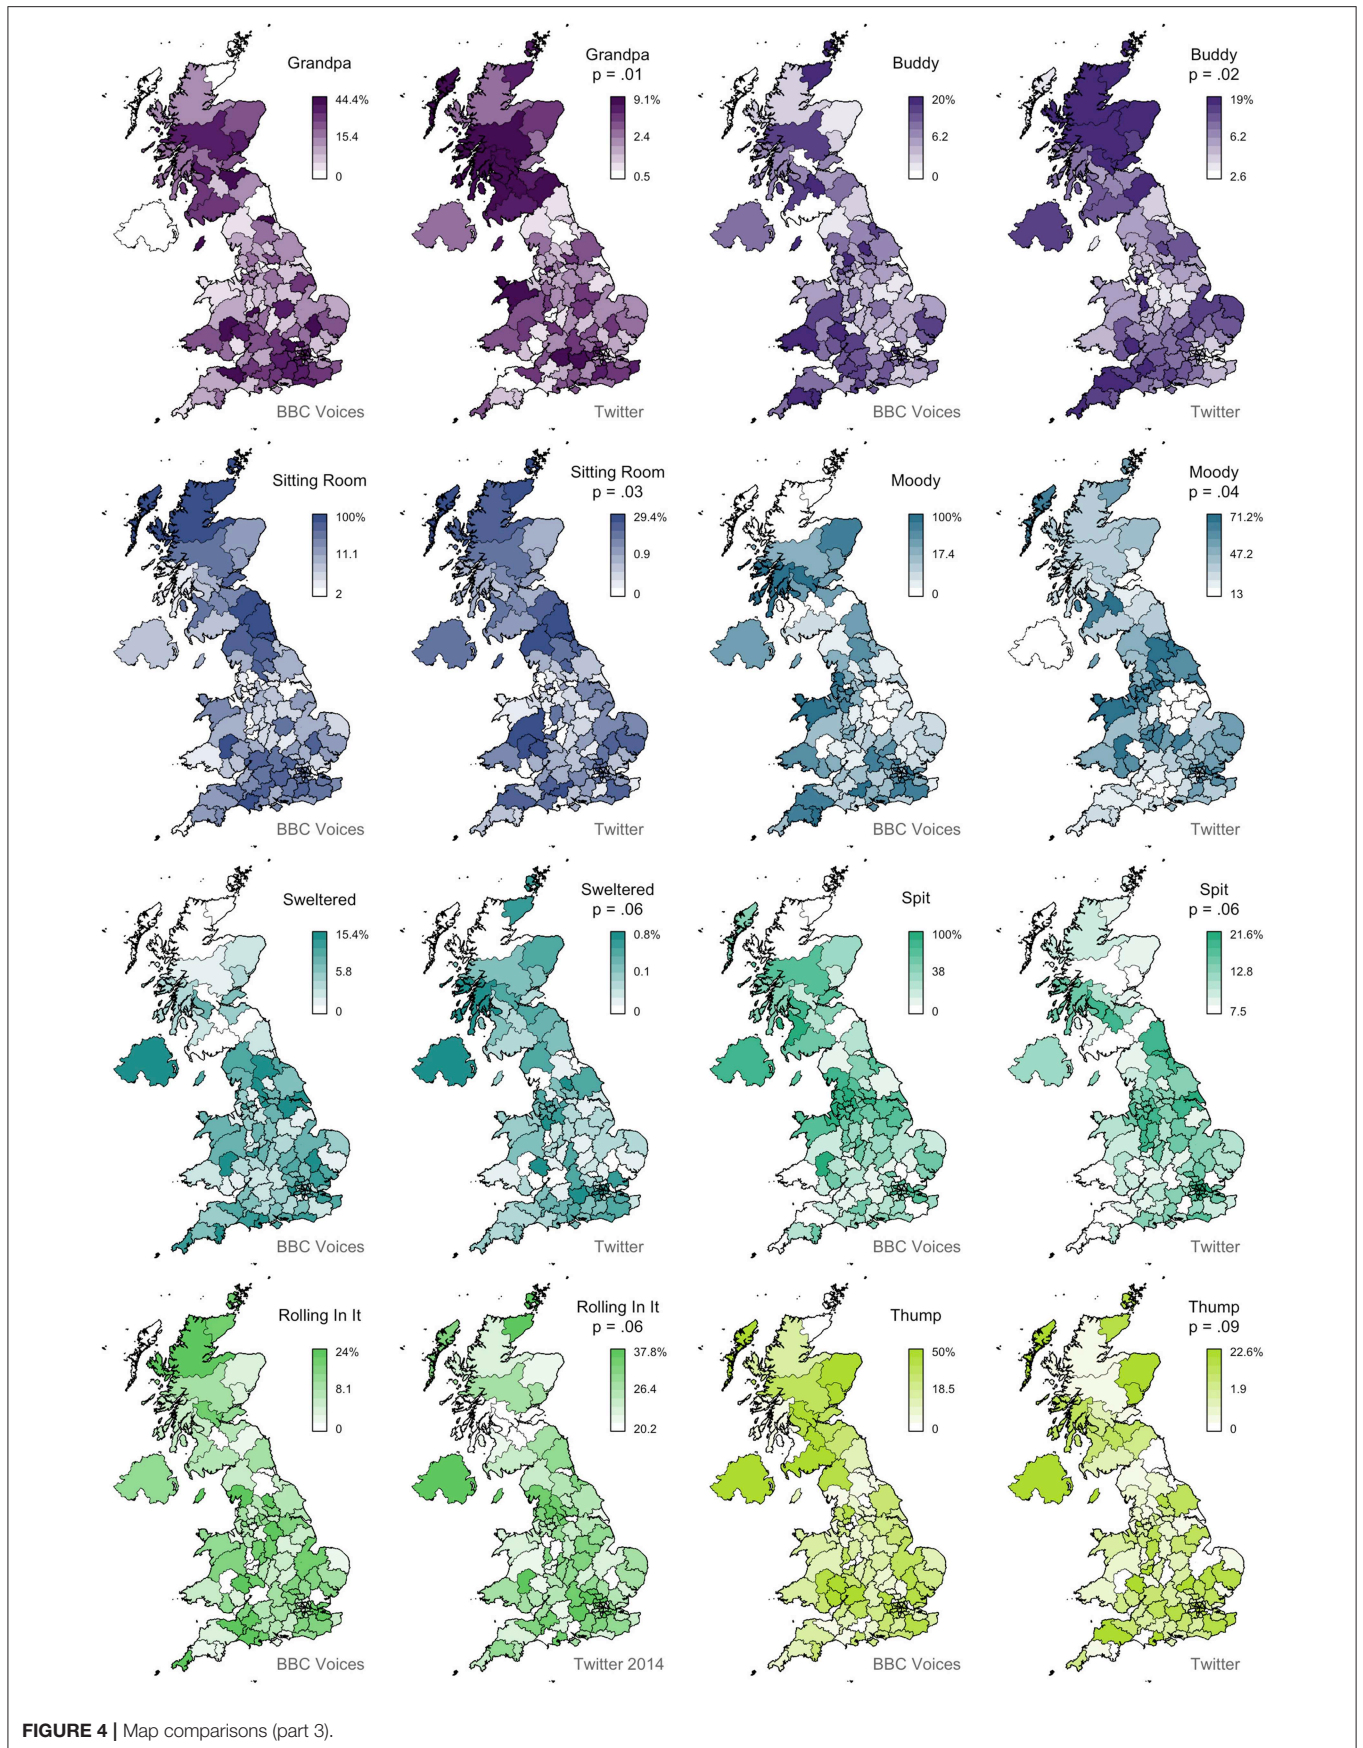 Grandpa
44.4%
15.4
0
BBC Voices
Grandpa
p = .01
9.1%
2.4
0.5
Twitter
Buddy
20%
6.2
0
BBC Voices
Buddy
p = .02
19%
6.2
2.6
Twitter
Sitting Room
100%
11.1
2
BBC Voices
Sitting Room
p = .03
29.4%
0.9
0
Twitter
Moody
100%
17.4
0
BBC Voices
Moody
p = .04
71.2%
47.2
13
Twitter
Sweltered
15.4%
5.8
0
BBC Voices
Sweltered
p = .06
0.8%
0.1
0
Twitter
Spit
100%
38
0
BBC Voices
Spit
p = .06
21.6%
12.8
7.5
Twitter
Rolling In It
24%
8.1
0
BBC Voices
Rolling In It
p = .06
37.8%
26.4
20.2
Twitter 2014
Thump
50%
18.5
0
BBC Voices
Thump
p = .09
22.6%
1.9
0
Twitter
FIGURE 4 | Map comparisons (part 3).